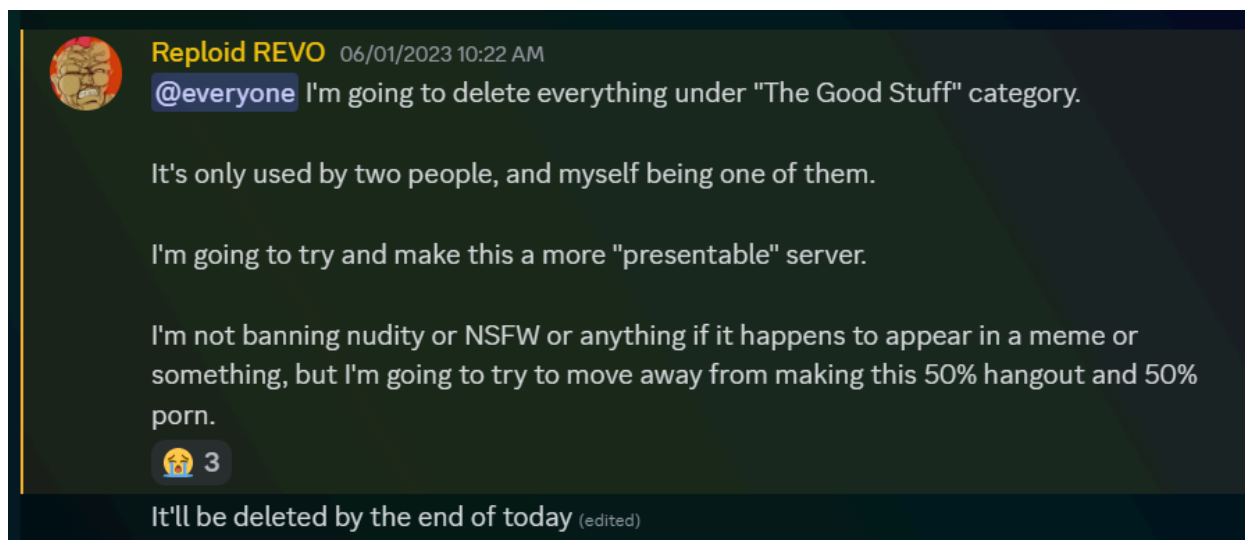 Reploid REVO 06/01/2023 10:22 AM
@everyone I'm going to delete everything under "The Good Stuff" category.
It's only used by two people, and myself being one of them.
I'm going to try and make this a more "presentable" server.
I'm not banning nudity or NSFW or anything if it happens to appear in a meme or
something, but I'm going to try to move away from making this 50% hangout and 50%
porn.
😭 3
It'll be deleted by the end of today (edited)